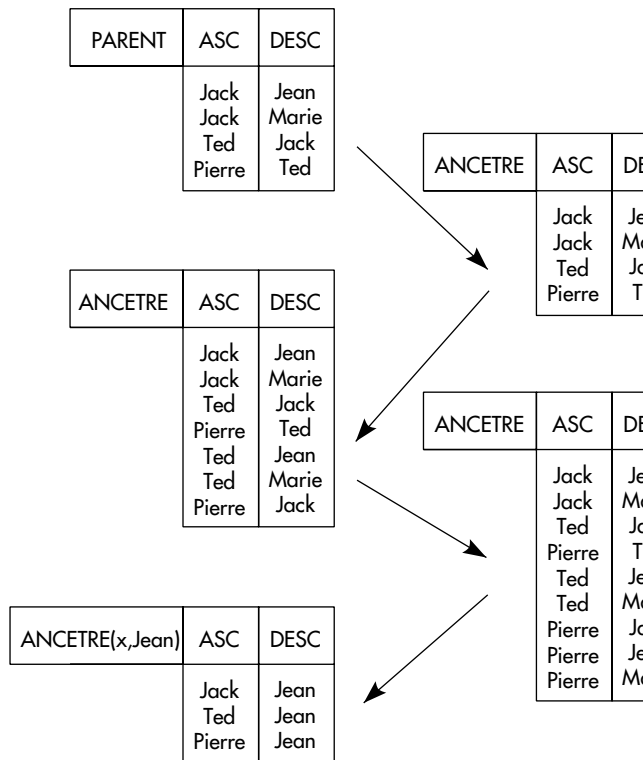 PARENT ASC DESC
Jack Jean
Jack Marie
Ted Jack
Pierre Ted
ANCETRE ASC
Jack
Jack
Ted
Pierre
ANCETRE ASC DESC
Jack Jean
Jack Marie
Ted Jack
Pierre Ted
Ted Jean
Ted Marie
Pierre Jack
ANCETRE ASC
Jack
Jack
Ted
Pierre
Ted
Ted
Pierre
Pierre
Pierre
ANCETRE(x,Jean) ASC DESC
Jack Jean
Ted Jean
Pierre Jean